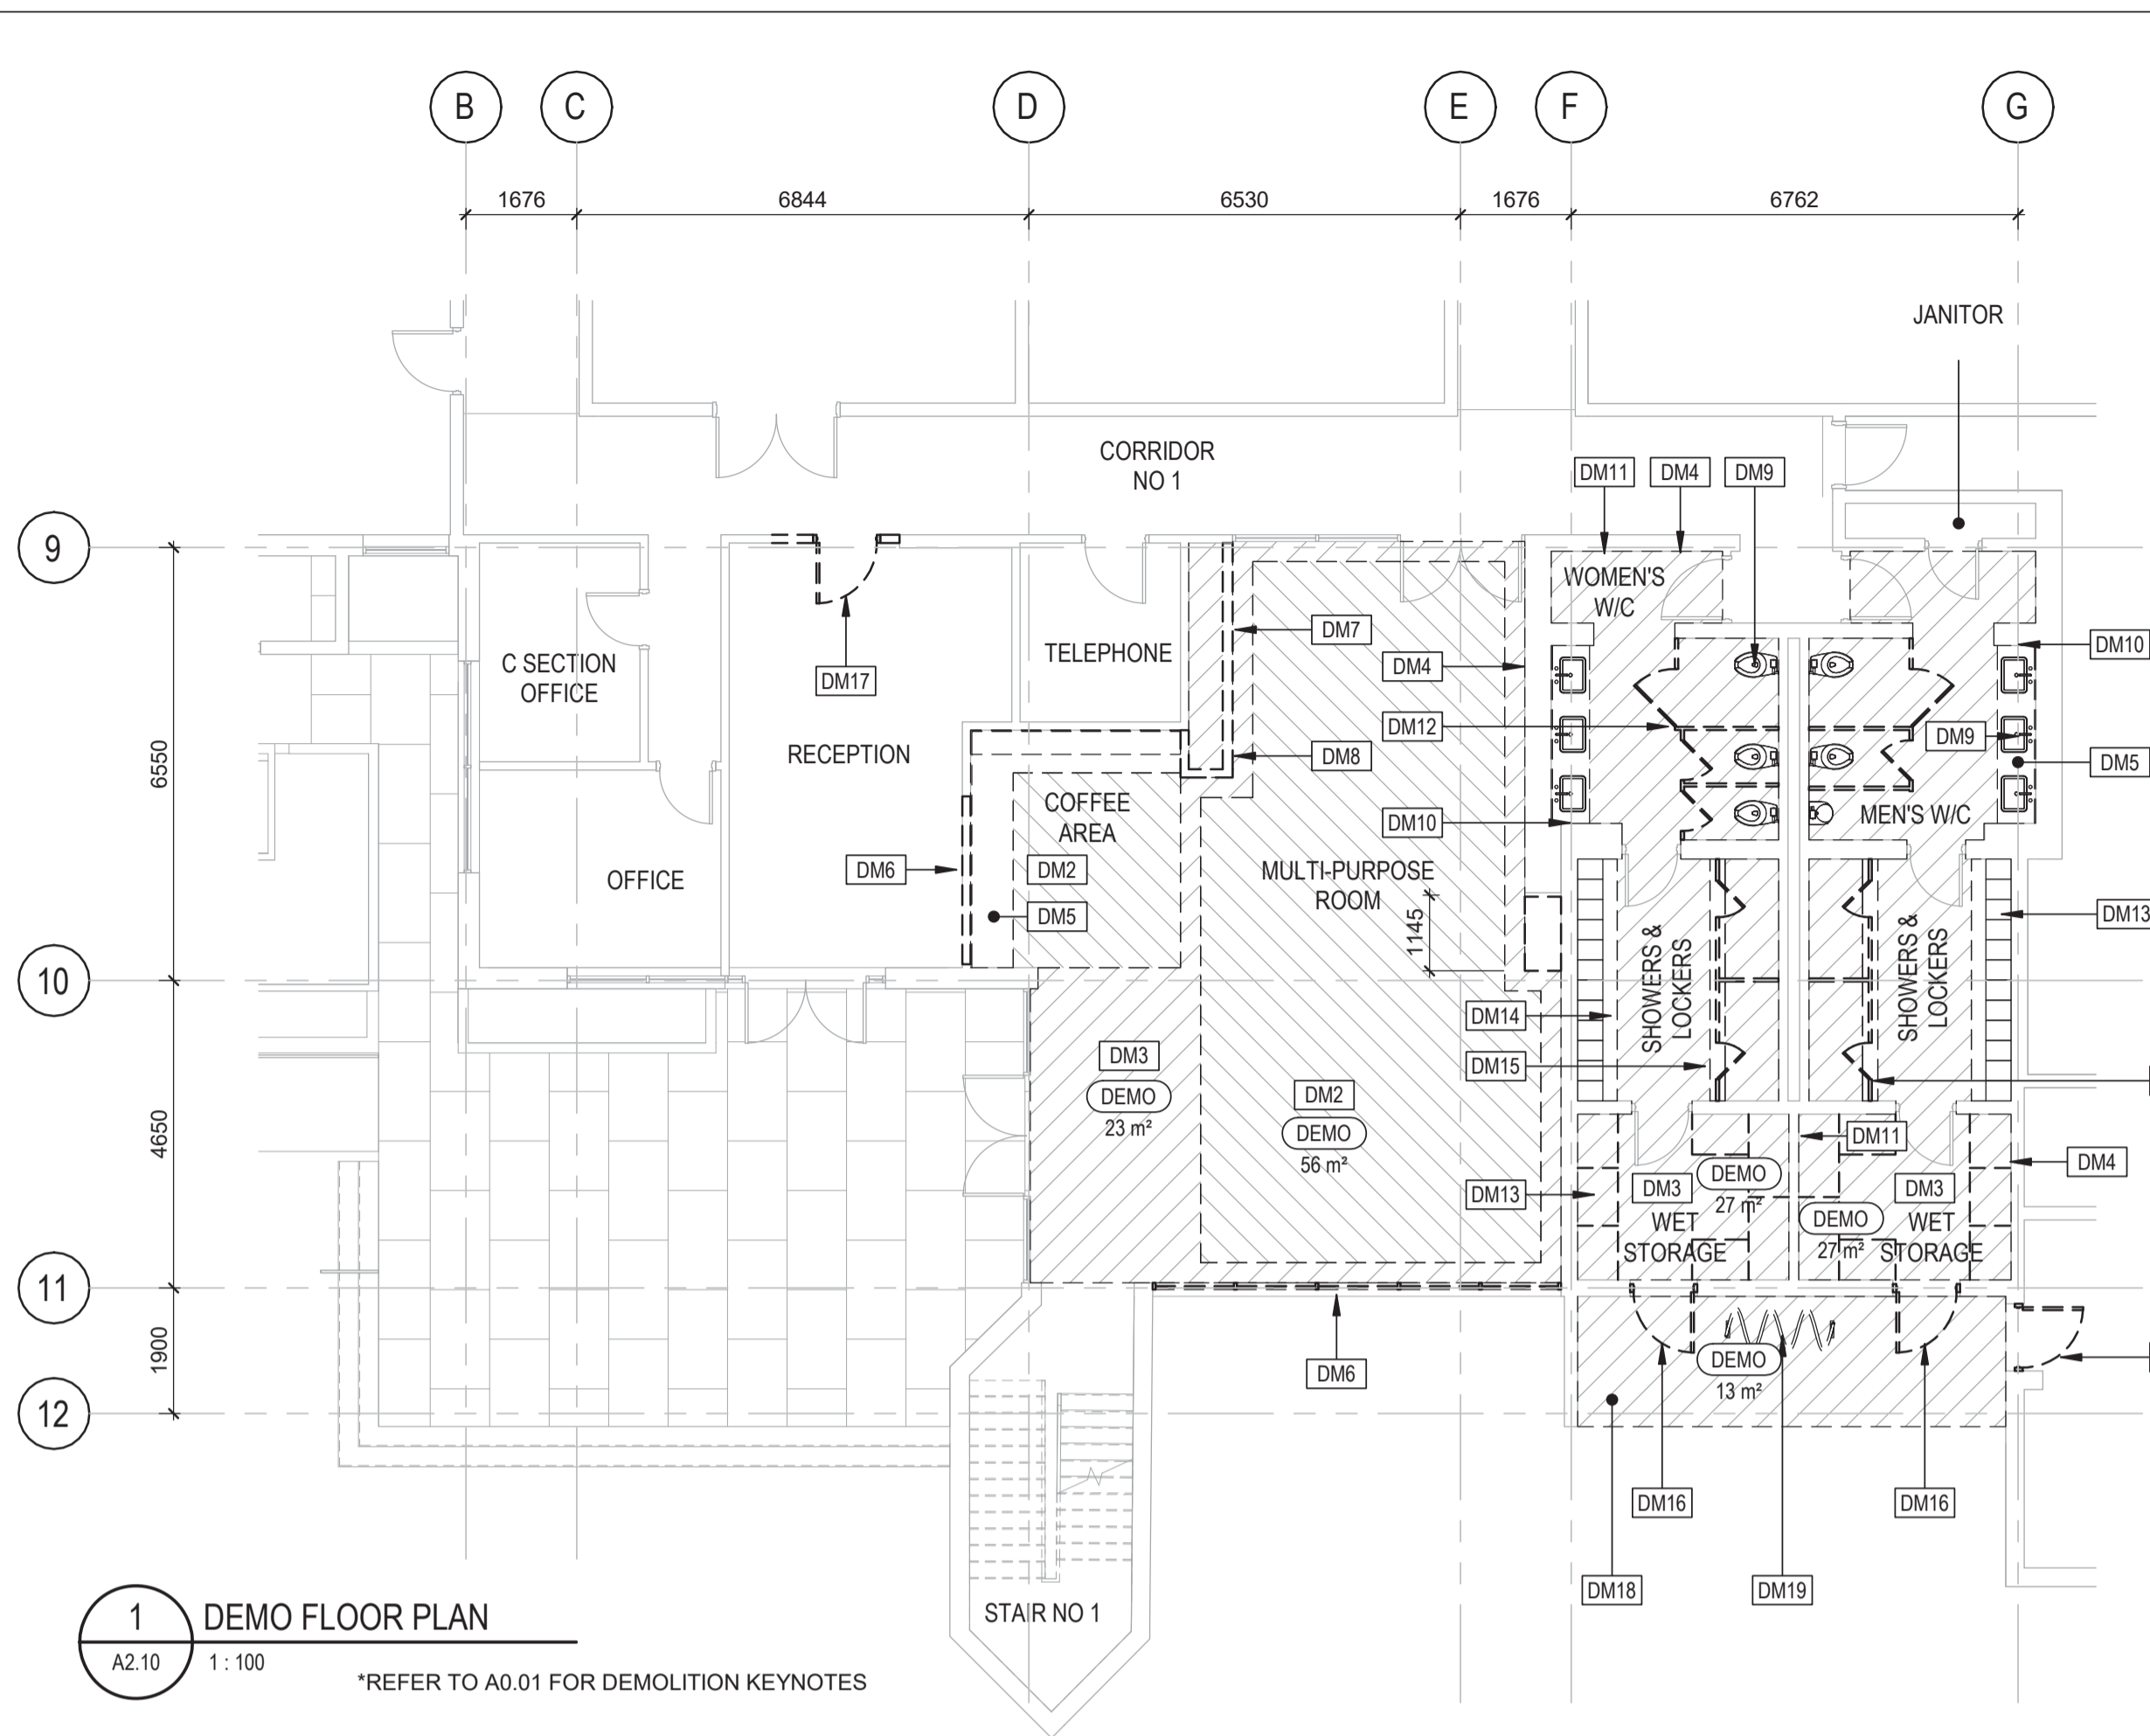 B
C
D
E
F
G
1676
6844
6530
1676
6762
JANITOR
CORRIDOR
NO 1
DM11
DM4
DM9
9
WOMEN'S
W/C
DM7
DM10
TELEPHONE
C SECTION
OFFICE
DM4
DM17
DM12
DM9
RECEPTION
DM8
DM5
6550
COFFEE
AREA
DM10
MEN'S W/C
DM6
DM2
MULTI-PURPOSE
ROOM
OFFICE
DM5
1145
DM13
SHOWERS &
LOCKERS
SHOWERS &
LOCKERS
10
DM14
DM3
DEMO
23 m²
DM15
DM2
DEMO
56 m²
4650
DM11
DM4
DM13
DM3
DEMO
27 m²
DM3
DEMO
27 m²
WET
STORAGE
WET
STORAGE
11
1900
DM6
DEMO
13 m²
12
DM16
DM16
DM18
DM19
STAIR NO 1
1
DEMO FLOOR PLAN
A2.10
1 : 100
*REFER TO A0.01 FOR DEMOLITION KEYNOTES